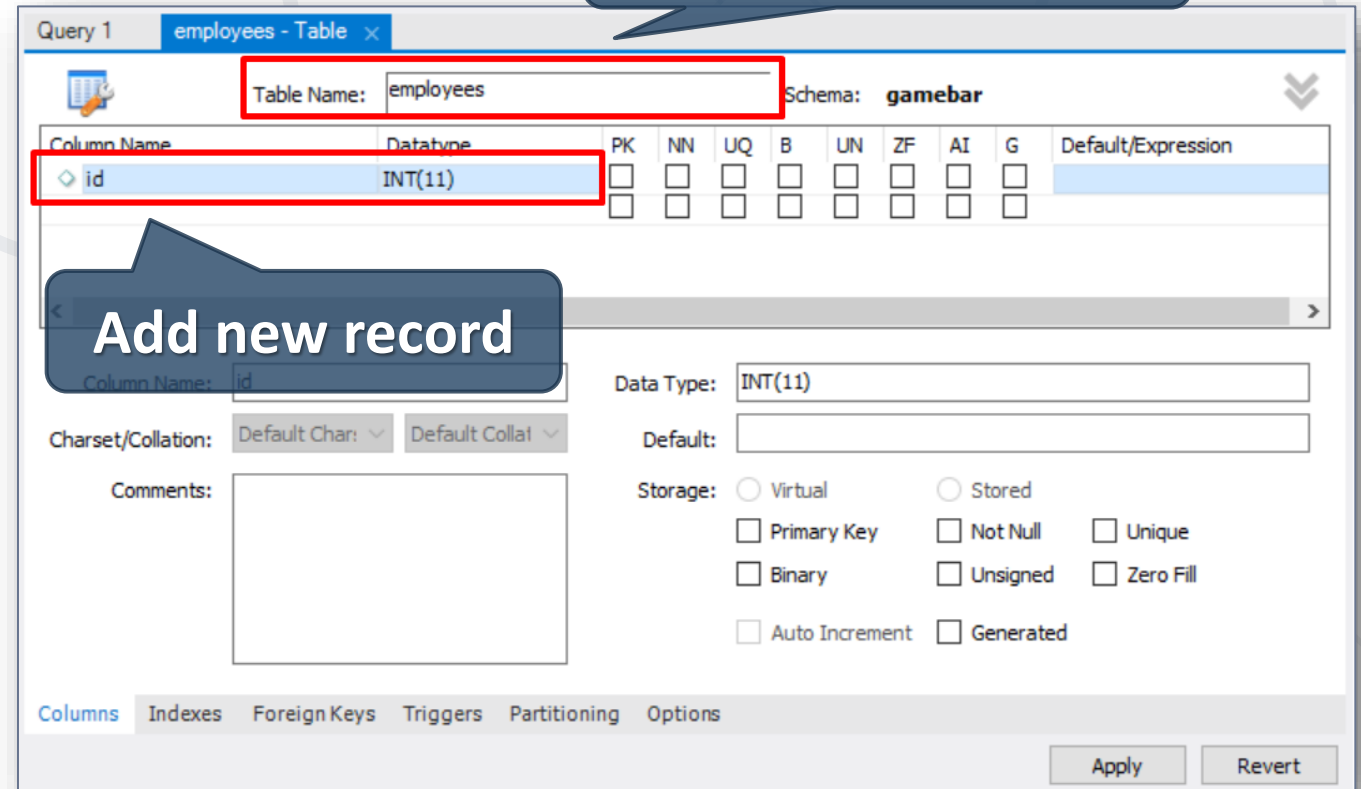 Query 1 employees - Table ×
Table Name: employees Schema: gamebar
Column Name Datatype PK NN UQ B UN ZF AI G Default/Expression
id INT(11)
Add new record
Column Name: id Data Type: INT(11)
Charset/Collation: Default Chars Default Collat Default:
Comments: Storage: Virtual Stored
Primary Key Not Null Unique
Binary Unsigned Zero Fill
Auto Increment Generated
Columns Indexes Foreign Keys Triggers Partitioning Options
Apply Revert